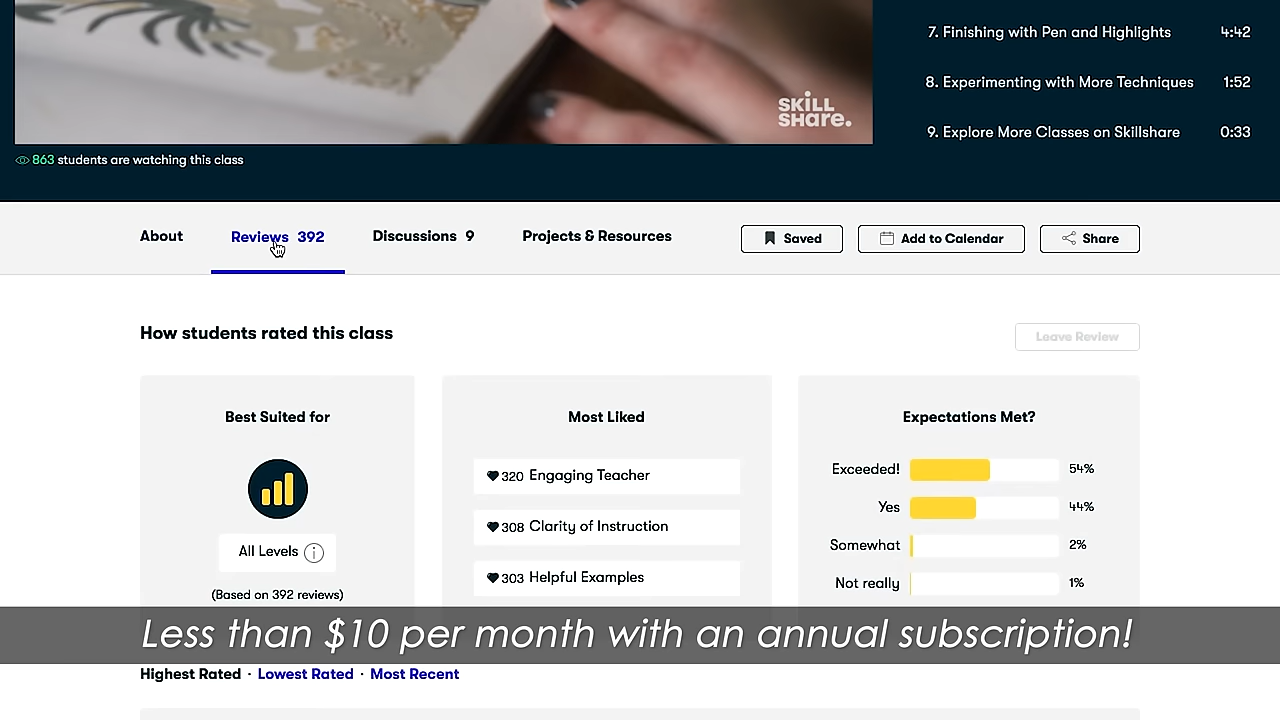 7. Finishing with Pen and Highlights 4:42
8. Experimenting with More Techniques 1:52
SKILL
SHARE.
9. Explore More Classes on Skillshare 0:33
863 students are watching this class
About Reviews 392 Discussions 9 Projects & Resources Saved Add to Calendar Share
How students rated this class Leave Review
Best Suited for
All Levels i
(Based on 392 reviews)
Most Liked
320 Engaging Teacher
308 Clarity of Instruction
303 Helpful Examples
Expectations Met?
Exceeded! 54%
Yes 44%
Somewhat 2%
Not really 1%
Less than $10 per month with an annual subscription!
Highest Rated · Lowest Rated · Most Recent